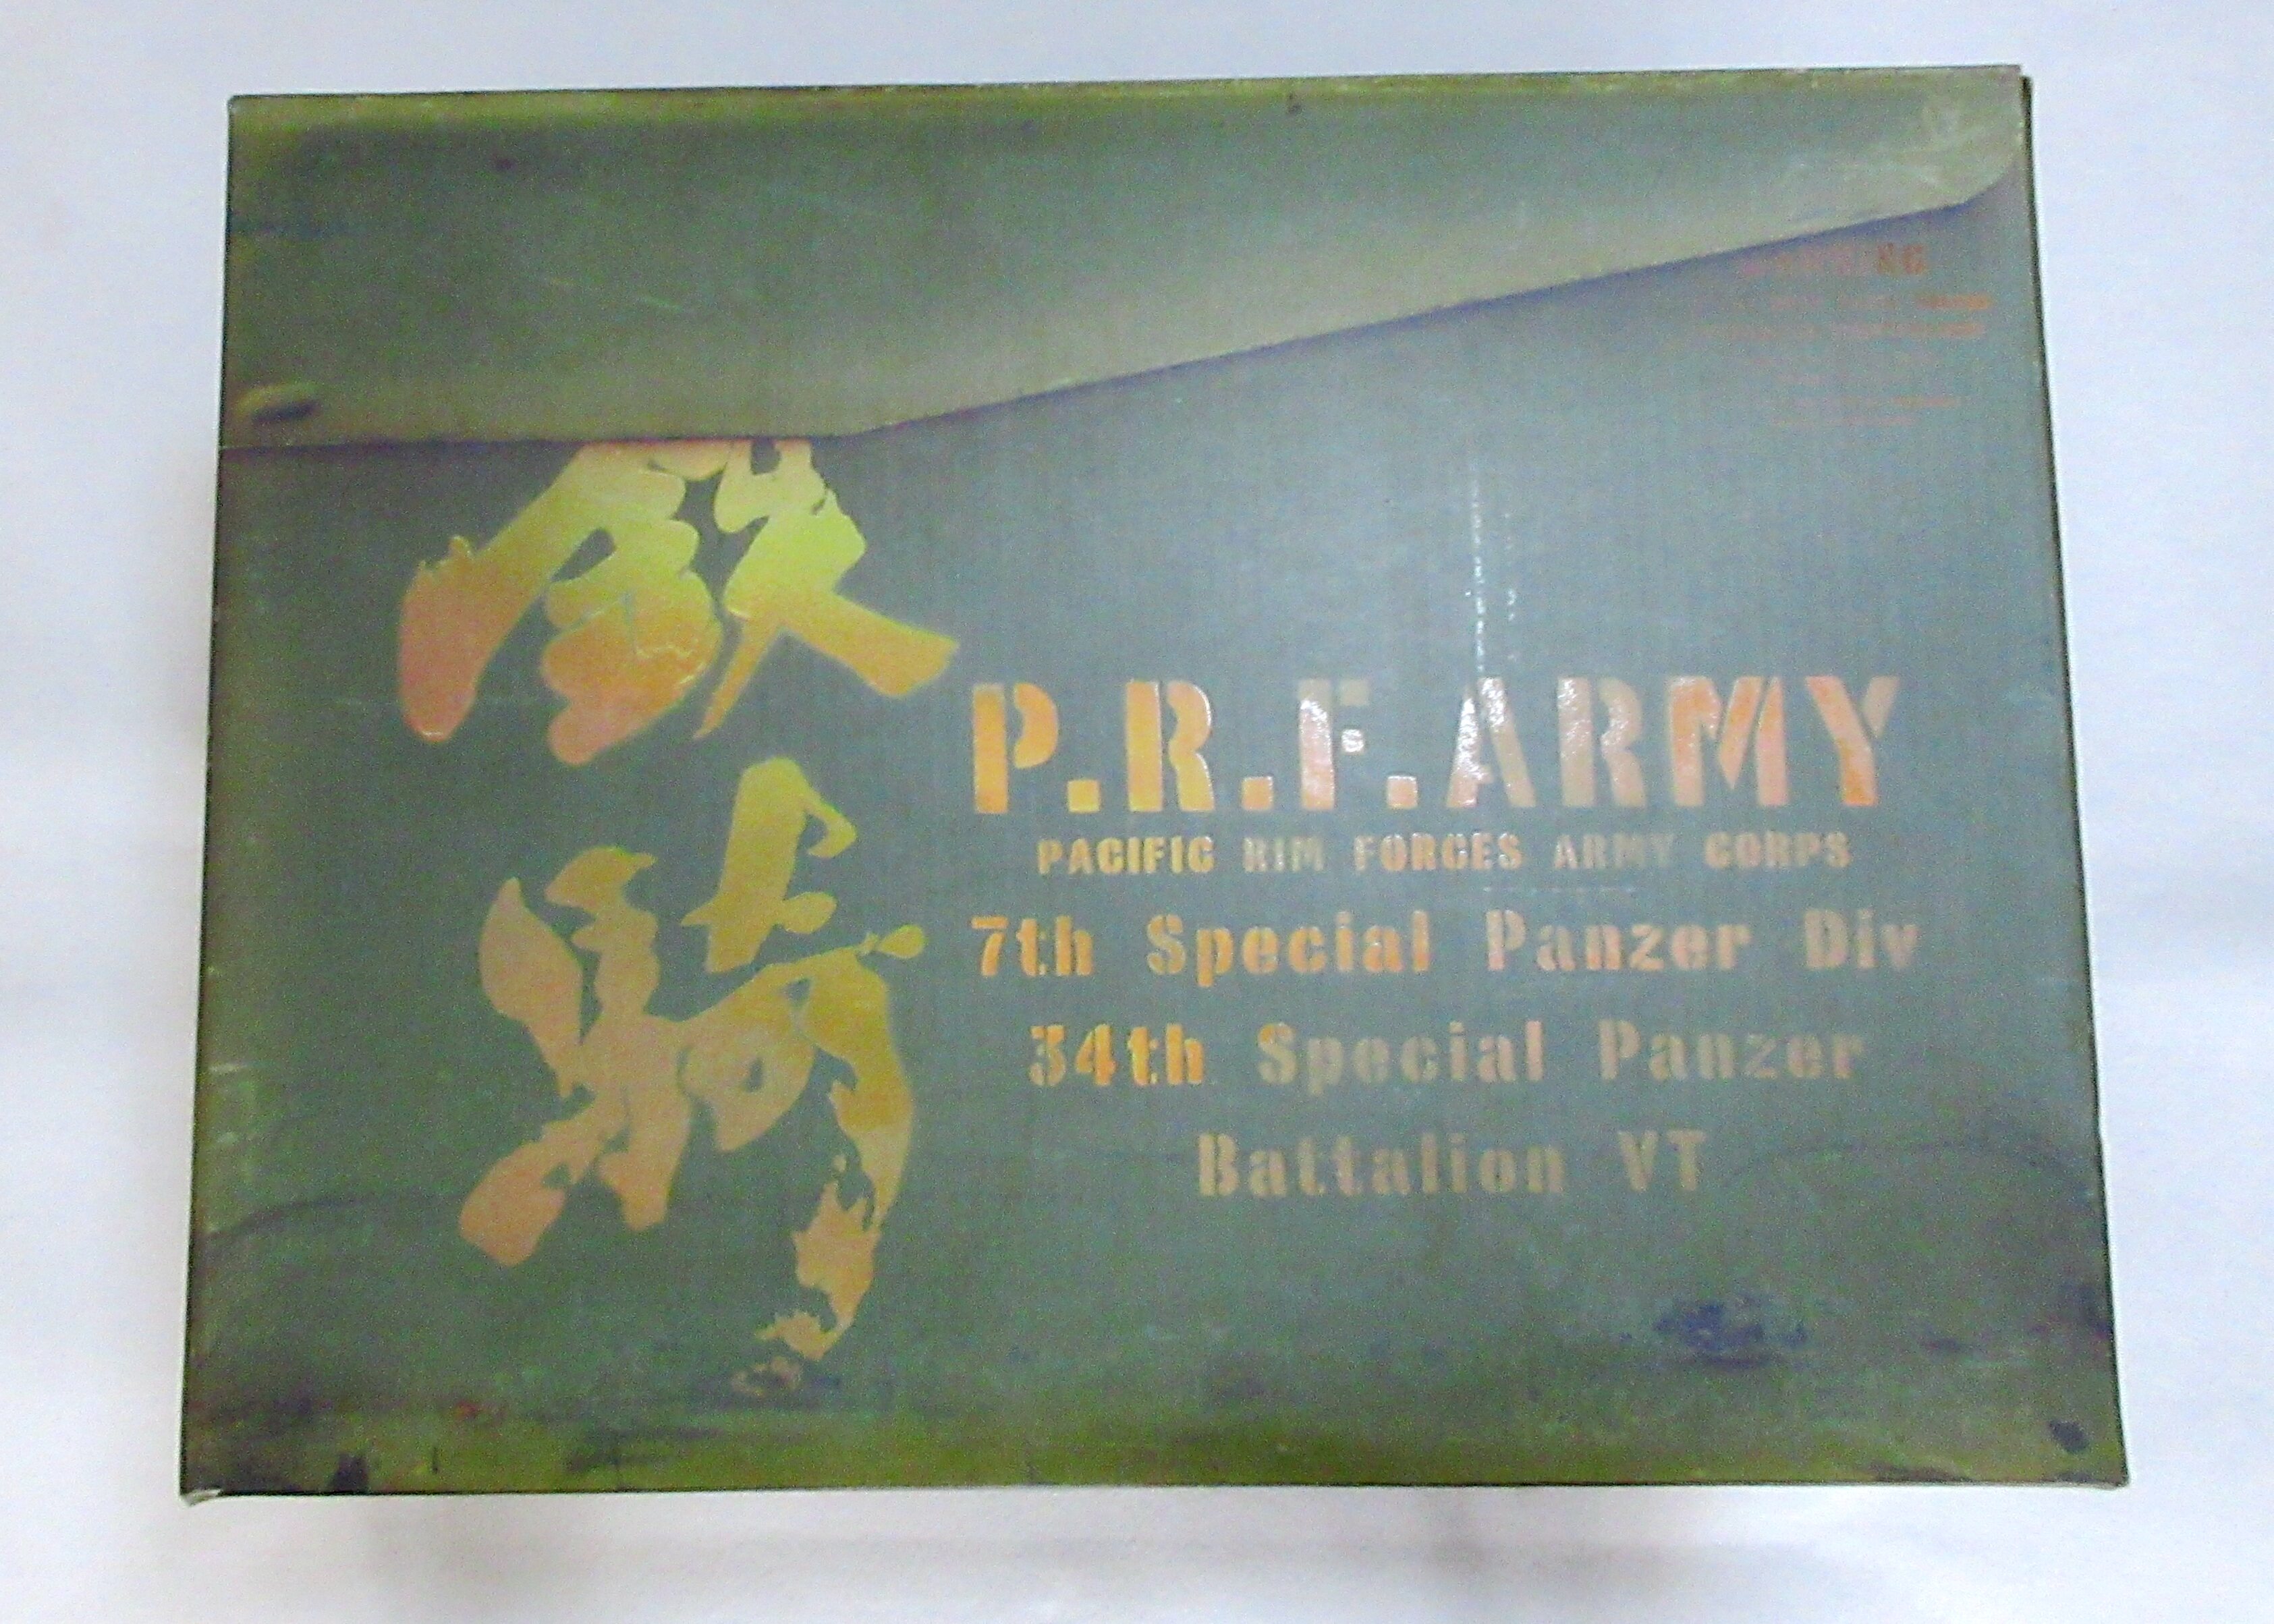 鉄騎
P.R.F.ARMY
PACIFIC RIM FORCES ARMY CORPS
7th Special Panzer Div
34th Special Panzer
Battalion VT